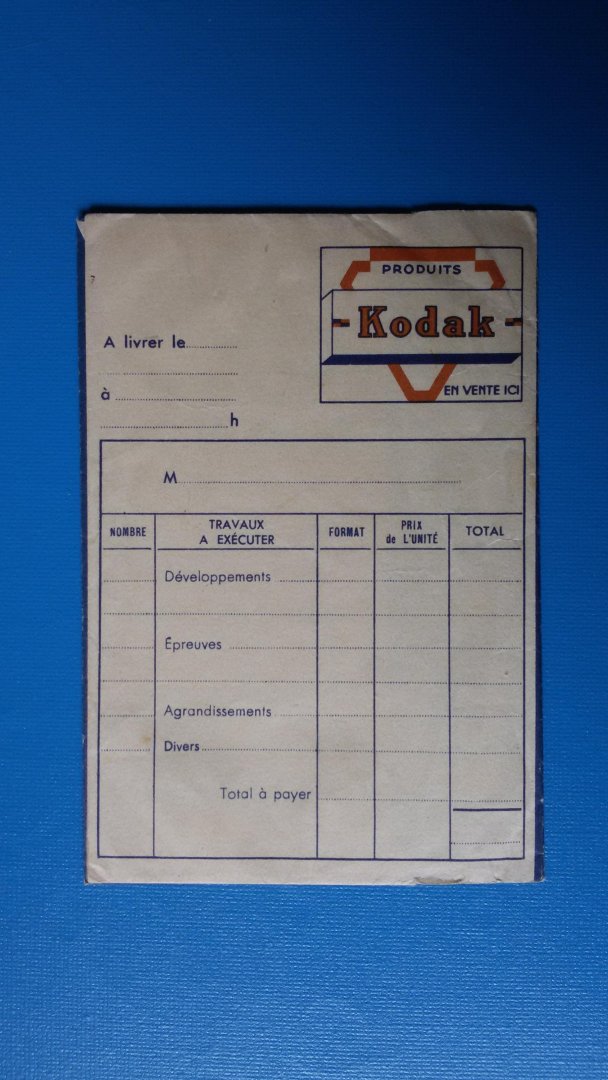 PRODUITS
Kodak
EN VENTE ICI
A livrer le
à
h
M
NOMBRE
TRAVAUX
A EXÉCUTER
FORMAT
PRIX
de L'UNITÉ
TOTAL
Développements
Épreuves
Agrandissements
Divers
Total à payer